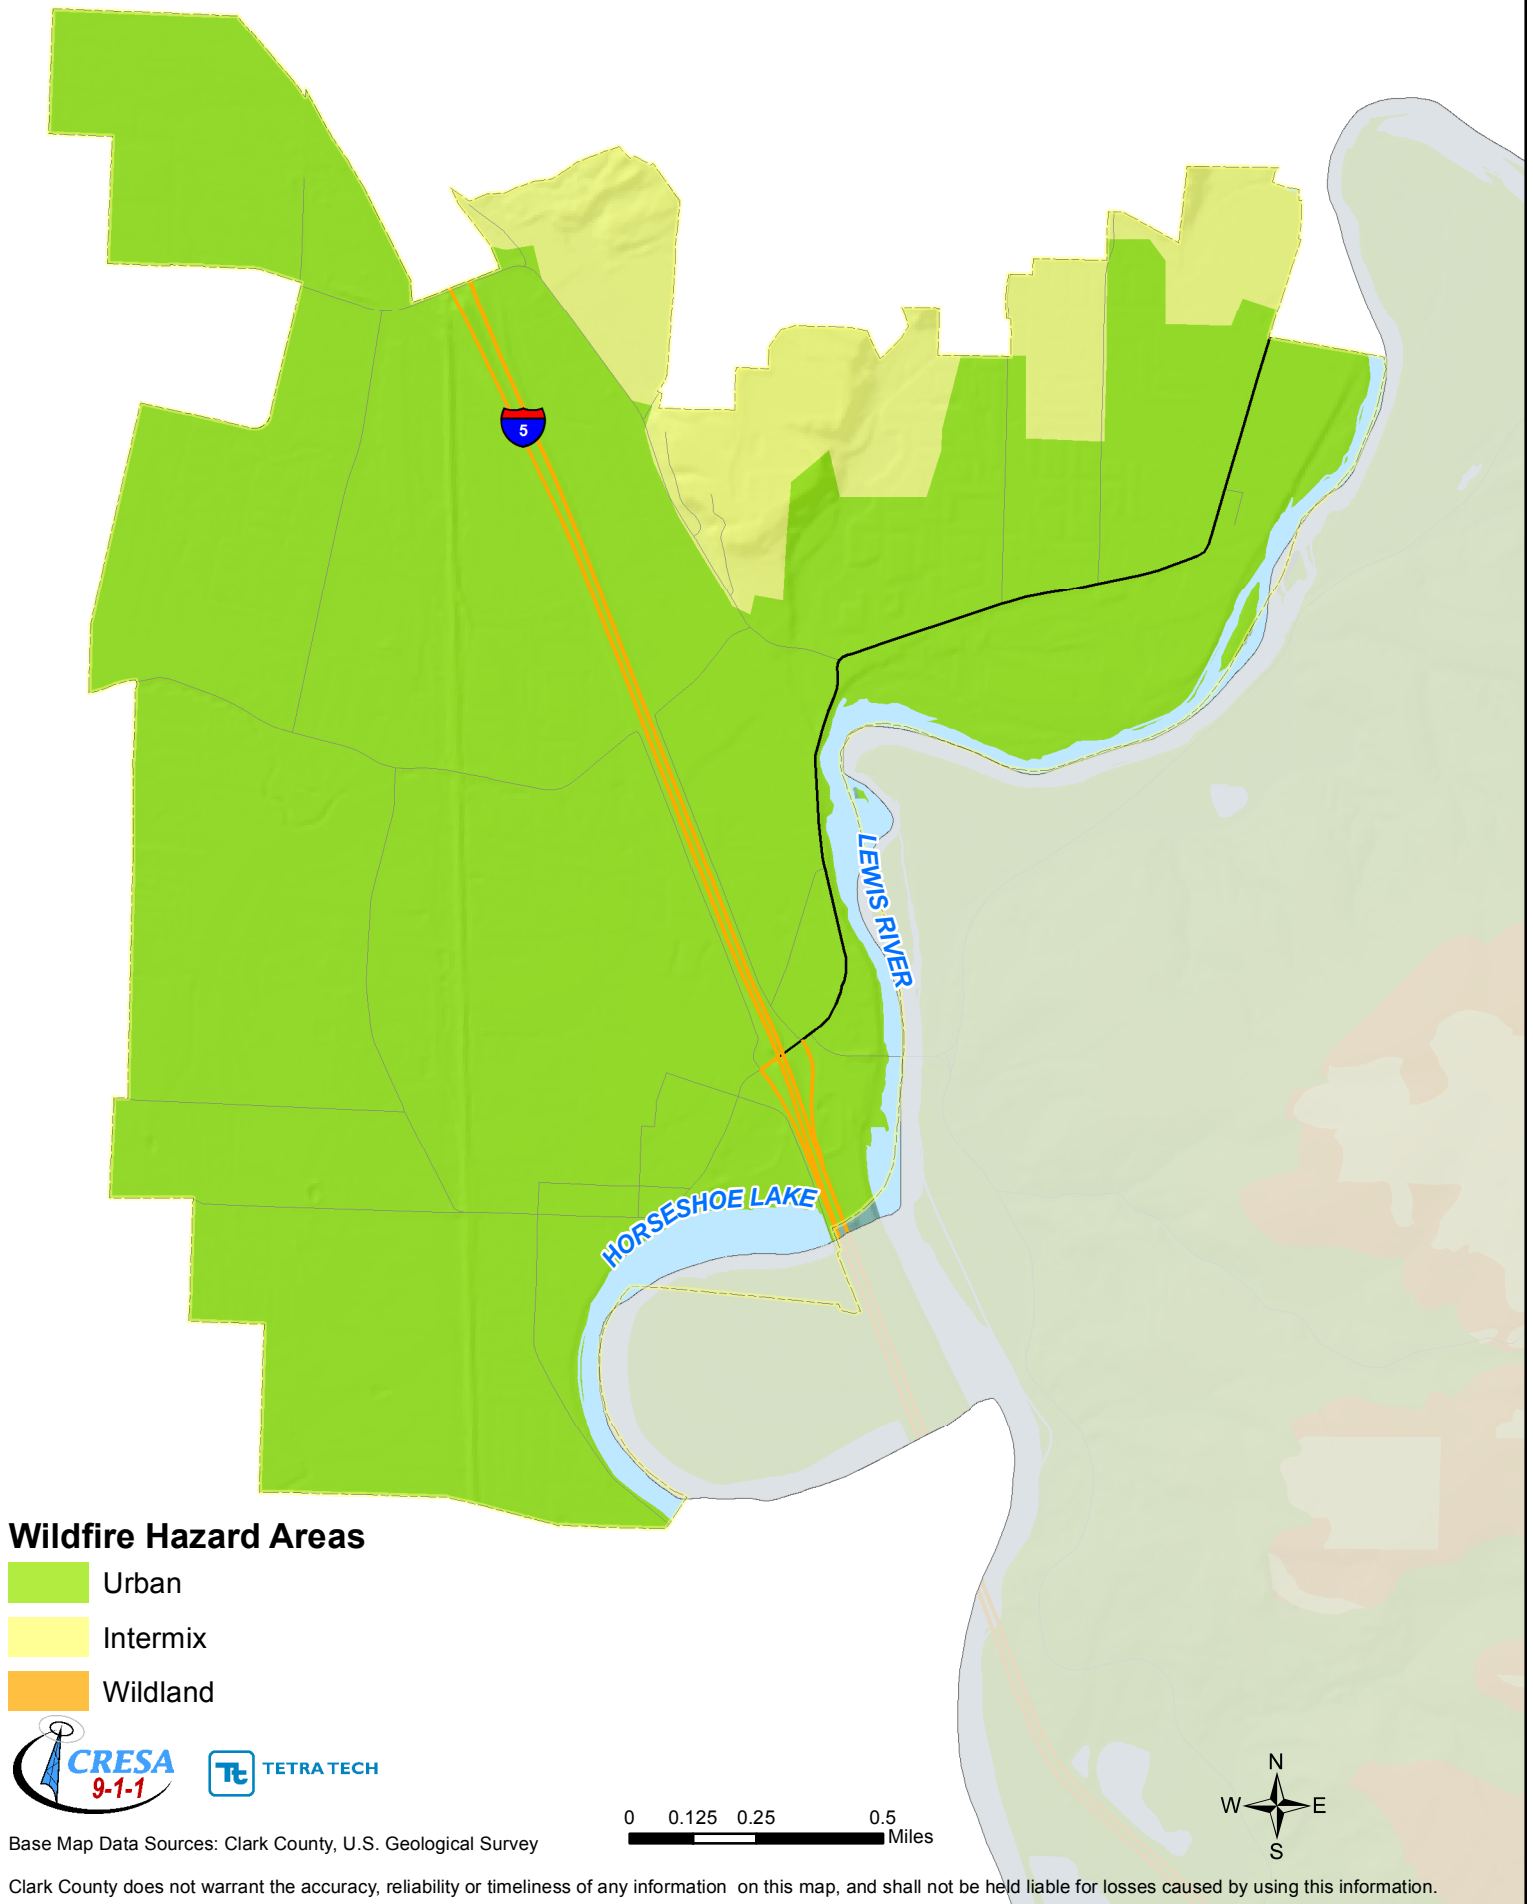 5
LEWIS RIVER
HORSESHOE LAKE
Wildfire Hazard Areas
Urban
Intermix
Wildland
CRESA
9-1-1
Tt TETRA TECH
N
W E
S
0 0.125 0.25 0.5
Miles
Base Map Data Sources: Clark County, U.S. Geological Survey
Clark County does not warrant the accuracy, reliability or timeliness of any information on this map, and shall not be held liable for losses caused by using this information.